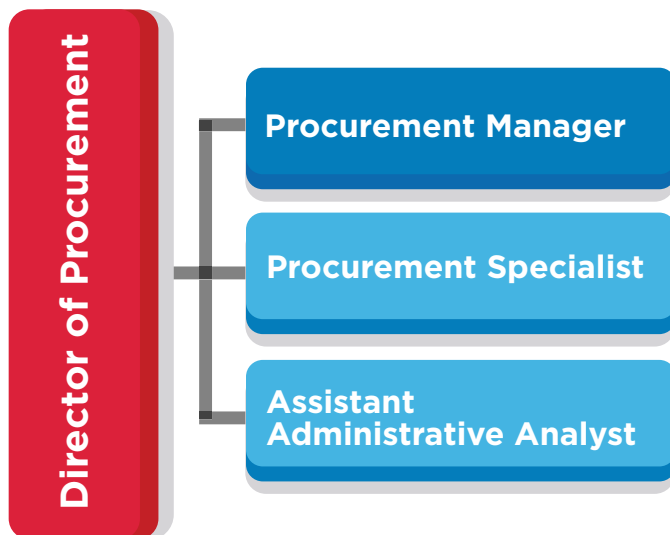 Director of Procurement
Procurement Manager
Procurement Specialist
Assistant
Administrative Analyst